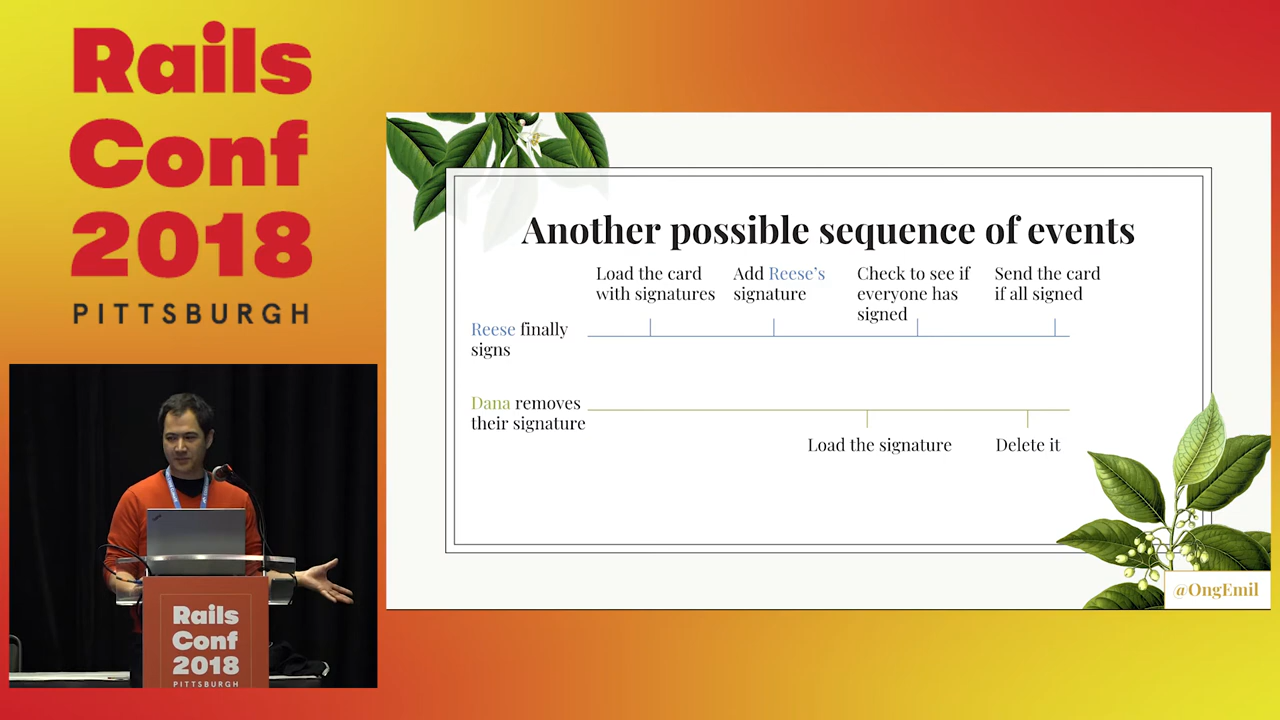 Rails
Conf
2018
PITTSBURGH
Another possible sequence of events
Load the card
with signatures
Add Reese's
signature
Check to see if
everyone has
signed
Send the card
if all signed
Reese finally
signs
Dana removes
their signature
Load the signature
Delete it
@OngEmil
Rails
Conf
2018
PITTSBURGH